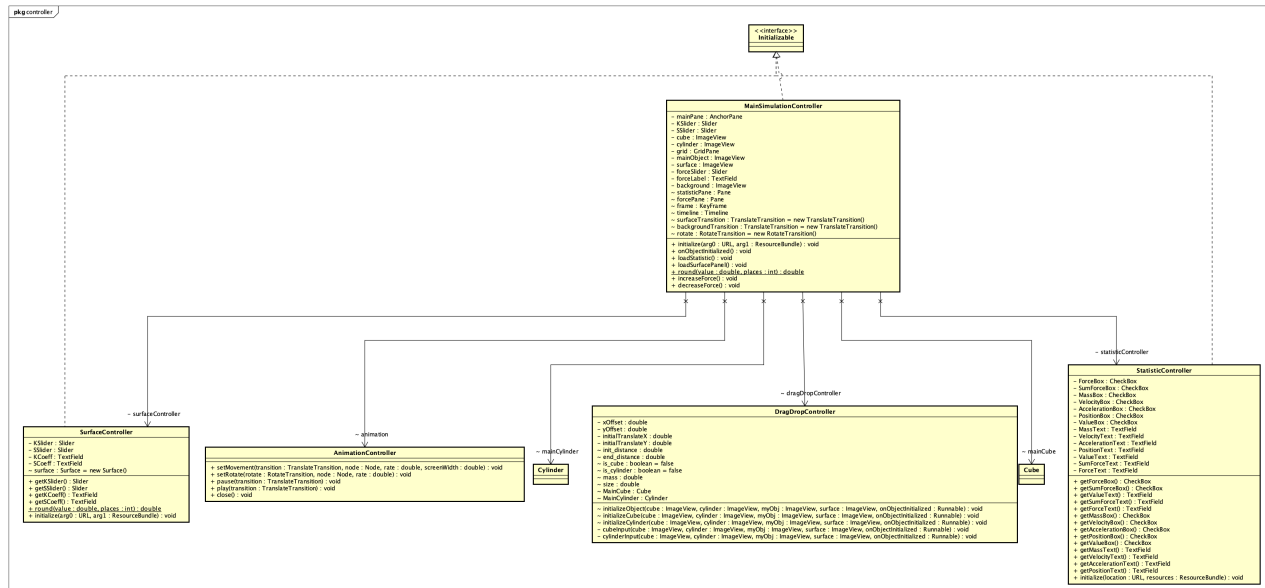 pkg controller
<<interface>>
Initializable
MainSimulationController
- mainPane : AnchorPane
- KSlider : Slider
- SSlider : Slider
- cube : ImageView
- cylinder : ImageView
- grid : GridPane
- mainObject : ImageView
- surface : ImageView
- forceSlider : Slider
- forceLabel : TextField
- background : ImageView
~ statisticPane : Pane
~ forcePane : Pane
~ frame : KeyFrame
~ timeline : Timeline
~ surfaceTransition : TranslateTransition = new TranslateTransition()
~ backgroundTransition : TranslateTransition = new TranslateTransition()
~ rotate : RotateTransition = new RotateTransition()
+ initialize(arg0 : URL, arg1 : ResourceBundle) : void
+ onObjectInitialized() : void
+ loadStatistic() : void
+ loadSurfacePanel() : void
+ round(value : double, places : int) : double
+ increaseForce() : void
+ decreaseForce() : void
~ surfaceController
~ animation
~ mainCylinder
~ dragDropController
~ mainCube
~ statisticController
SurfaceController
- KSlider : Slider
- SSlider : Slider
- KCoeff : TextField
- SCoeff : TextField
~ surface : Surface = new Surface()
+ getKSlider() : Slider
+ getSSlider() : Slider
+ getKCoeff() : TextField
+ getSCoeff() : TextField
+ round(value : double, places : int) : double
+ initialize(arg0 : URL, arg1 : ResourceBundle) : void
AnimationController
+ setMovement(transition : TranslateTransition, node : Node, rate : double, screenWidth : double) : void
+ setRotate(rotate : RotateTransition, node : Node, rate : double) : void
+ pause(transition : TranslateTransition) : void
+ play(transition : TranslateTransition) : void
+ close() : void
Cylinder
DragDropController
- xOffset : double
- yOffset : double
- initialTranslateX : double
- initialTranslateY : double
~ init_distance : double
~ end_distance : double
~ is_cube : boolean = false
~ is_cylinder : boolean = false
~ mass : double
~ size : double
~ MainCube : Cube
~ MainCylinder : Cylinder
~ initializeObject(cube : ImageView, cylinder : ImageView, myObj : ImageView, surface : ImageView, onObjectInitialized : Runnable) : void
~ initializeCube(cube : ImageView, cylinder : ImageView, myObj : ImageView, surface : ImageView, onObjectInitialized : Runnable) : void
~ initializeCylinder(cube : ImageView, cylinder : ImageView, myObj : ImageView, surface : ImageView, onObjectInitialized : Runnable) : void
~ cubeInput(cube : ImageView, cylinder : ImageView, myObj : ImageView, surface : ImageView, onObjectInitialized : Runnable) : void
~ cylinderInput(cube : ImageView, cylinder : ImageView, myObj : ImageView, surface : ImageView, onObjectInitialized : Runnable) : void
Cube
StatisticController
- ForceBox : CheckBox
- SumForceBox : CheckBox
- MassBox : CheckBox
- VelocityBox : CheckBox
- AccelerationBox : CheckBox
- PositionBox : CheckBox
- ValueBox : CheckBox
- MassText : TextField
- VelocityText : TextField
- AccelerationText : TextField
- PositionText : TextField
- ValueText : TextField
- SumForceText : TextField
- ForceText : TextField
+ getForceBox() : CheckBox
+ getSumForceBox() : CheckBox
+ getValueText() : TextField
+ getSumForceText() : TextField
+ getForceText() : TextField
+ getMassBox() : CheckBox
+ getVelocityBox() : CheckBox
+ getAccelerationBox() : CheckBox
+ getPositionBox() : CheckBox
+ getValueBox() : CheckBox
+ getMassText() : TextField
+ getVelocityText() : TextField
+ getAccelerationText() : TextField
+ getPositionText() : TextField
+ initialize(location : URL, resources : ResourceBundle) : void